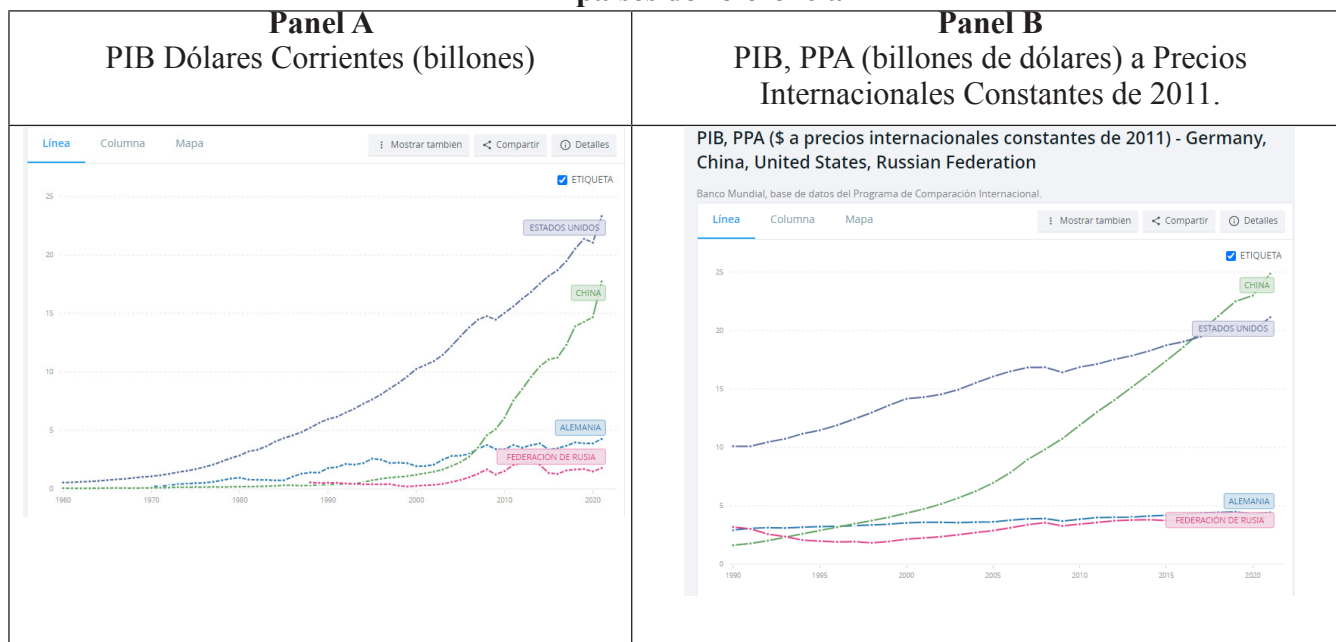 Panel A
PIB Dólares Corrientes (billones)
Panel B
PIB, PPA (billones de dólares) a Precios
Internacionales Constantes de 2011.
Línea Columna Mapa Mostrar también Compartir Detalles
ETIQUETA
25
20
15
10
5
0
ESTADOS UNIDOS
CHINA
ALEMANIA
FEDERACIÓN DE RUSIA
1960 1970 1980 1990 2000 2010 2020
PIB, PPA ($ a precios internacionales constantes de 2011) - Germany,
China, United States, Russian Federation
Banco Mundial, base de datos del Programa de Comparación Internacional.
Línea Columna Mapa Mostrar también Compartir Detalles
ETIQUETA
25
20
15
10
5
0
CHINA
ESTADOS UNIDOS
ALEMANIA
FEDERACIÓN DE RUSIA
1990 1995 2000 2005 2010 2015 2020